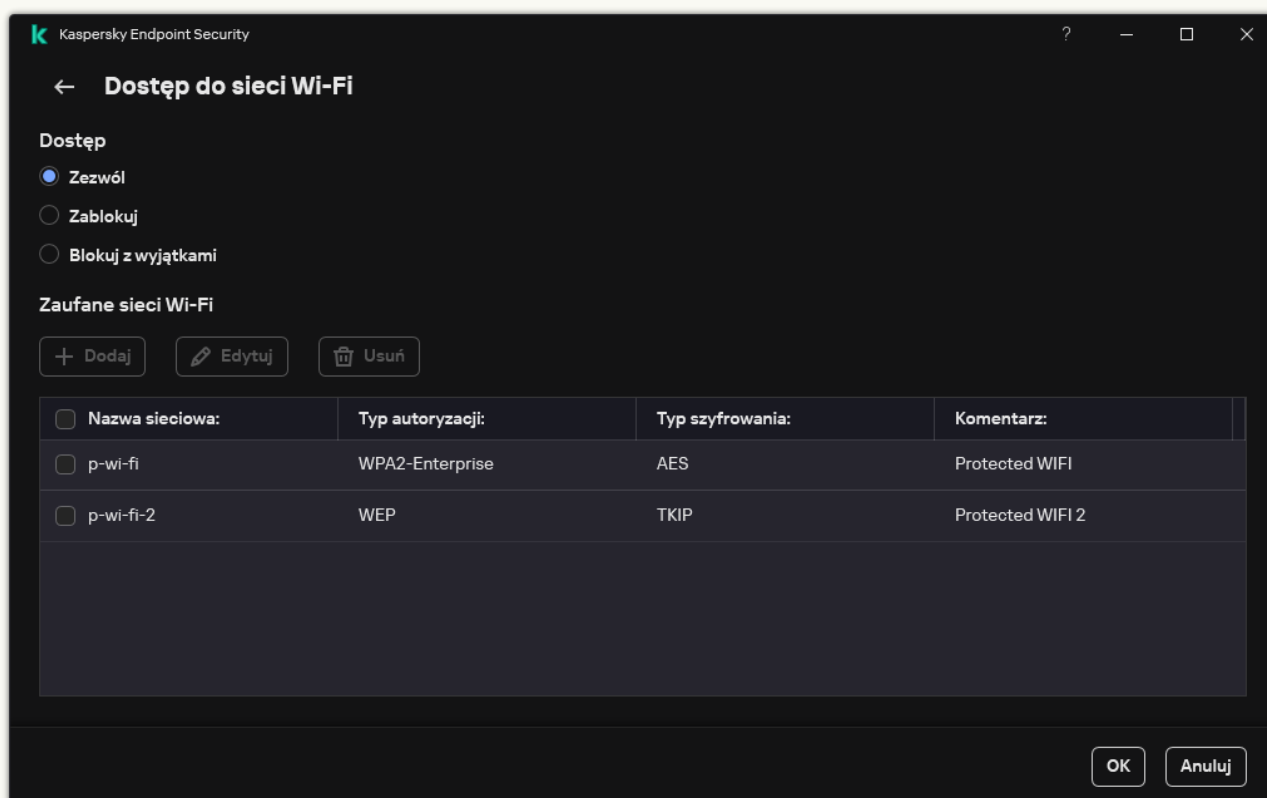 Kaspersky Endpoint Security ?
Dostęp do sieci Wi-Fi
Dostęp
Zezwól
Zablokuj
Blokuj z wyjątkami
Zaufane sieci Wi-Fi
Dodaj Edytuj Usuń
Nazwa sieciowa: Typ autoryzacji: Typ szyfrowania: Komentarz:
p-wi-fi WPA2-Enterprise AES Protected WIFI
p-wi-fi-2 WEP TKIP Protected WIFI 2
OK Anuluj